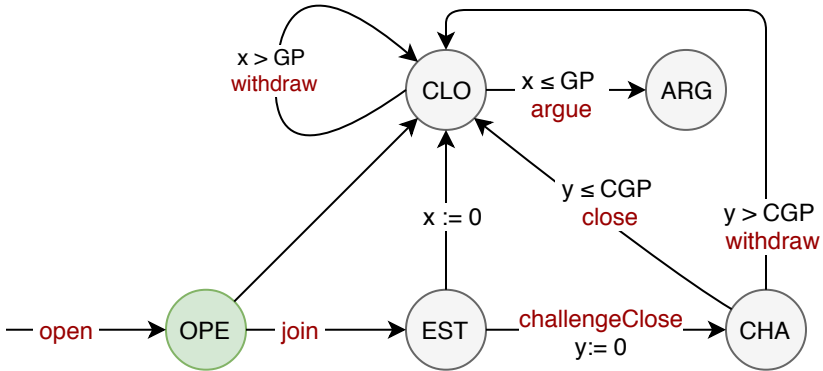 x > GP
withdraw
CLO
x ≤ GP
argue
ARG
y ≤ CGP
close
x := 0
y > CGP
withdraw
open
OPE
join
EST
challengeClose
y:= 0
CHA